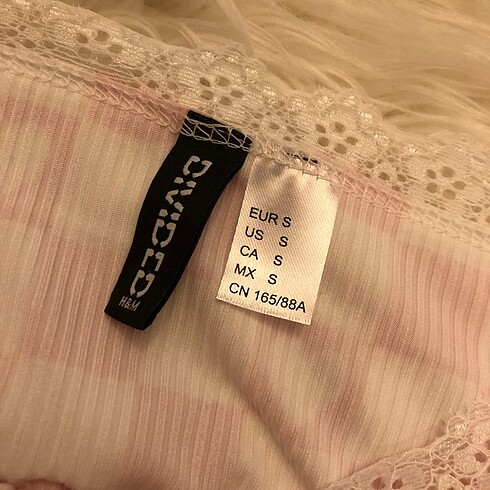 DIVIDED
H&M
EUR S
US S
CA S
MX S
CN 165/88A